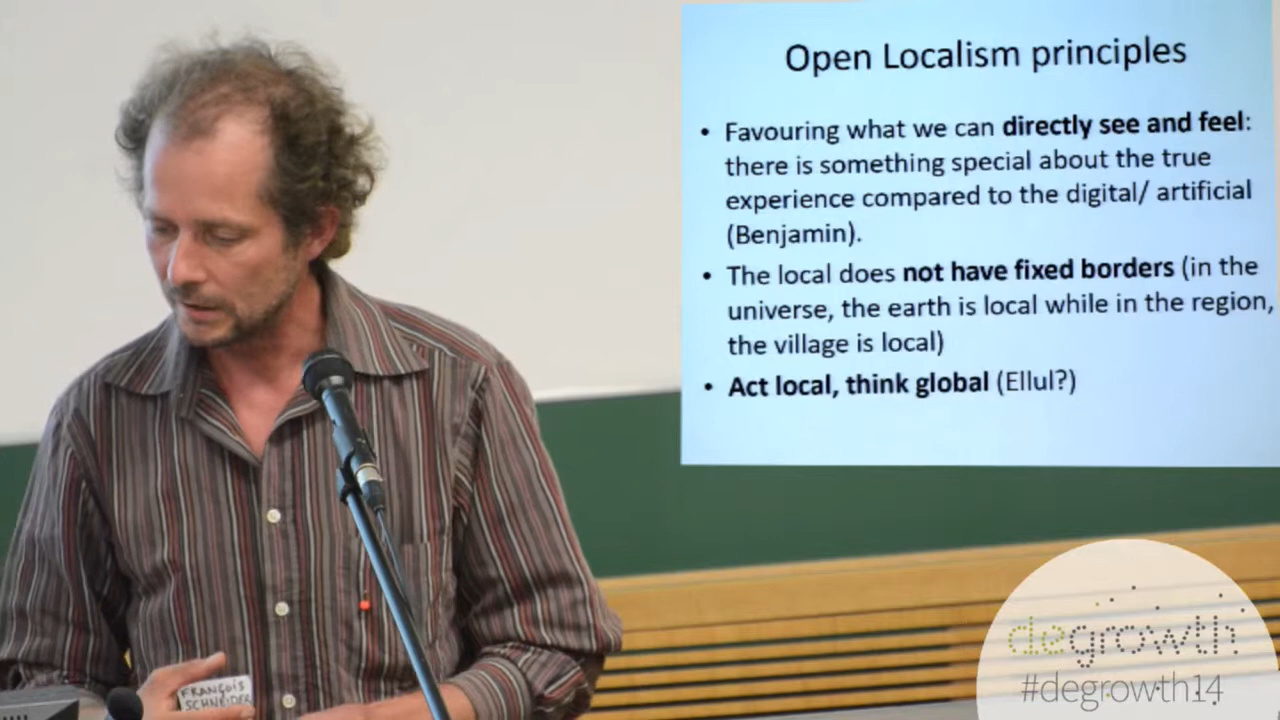 Open Localism principles
• Favouring what we can directly see and feel:
there is something special about the true
experience compared to the digital/ artificial
(Benjamin).
• The local does not have fixed borders (in the
universe, the earth is local while in the region,
the village is local)
• Act local, think global (Ellul?)
FRANÇOIS
SCHNEIDER
degrowth
#degrowth14